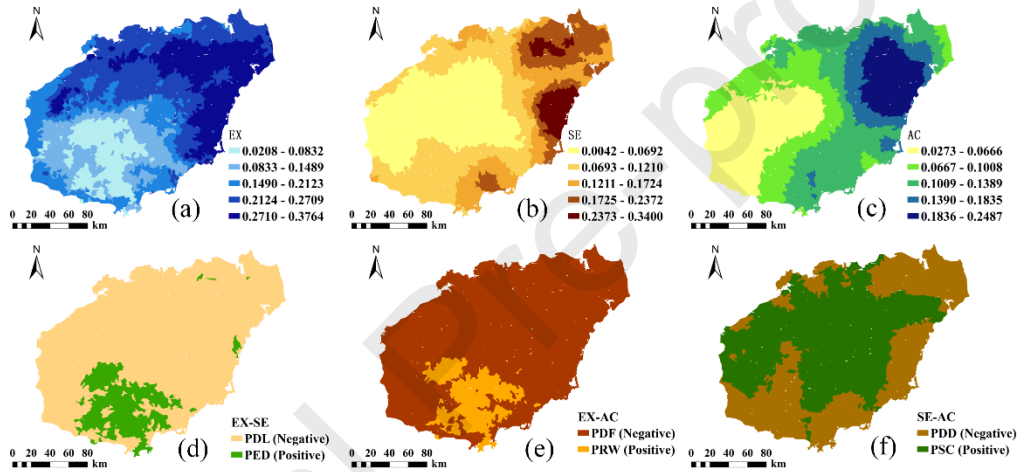 N
EX
0.0208 - 0.0832
0.0833 - 0.1489
0.1490 - 0.2123
0.2124 - 0.2709
0.2710 - 0.3764
0 20 40 60 80
km
(a)
N
SE
0.0042 - 0.0692
0.0693 - 0.1210
0.1211 - 0.1724
0.1725 - 0.2372
0.2373 - 0.3400
0 20 40 60 80
km
(b)
N
AC
0.0273 - 0.0666
0.0667 - 0.1008
0.1009 - 0.1389
0.1390 - 0.1835
0.1836 - 0.2487
0 20 40 60 80
km
(c)
N
EX-SE
PDL (Negative)
PED (Positive)
0 20 40 60 80
km
(d)
N
EX-AC
PDF (Negative)
PRW (Positive)
0 20 40 60 80
km
(e)
N
SE-AC
PDD (Negative)
PSC (Positive)
0 20 40 60 80
km
(f)